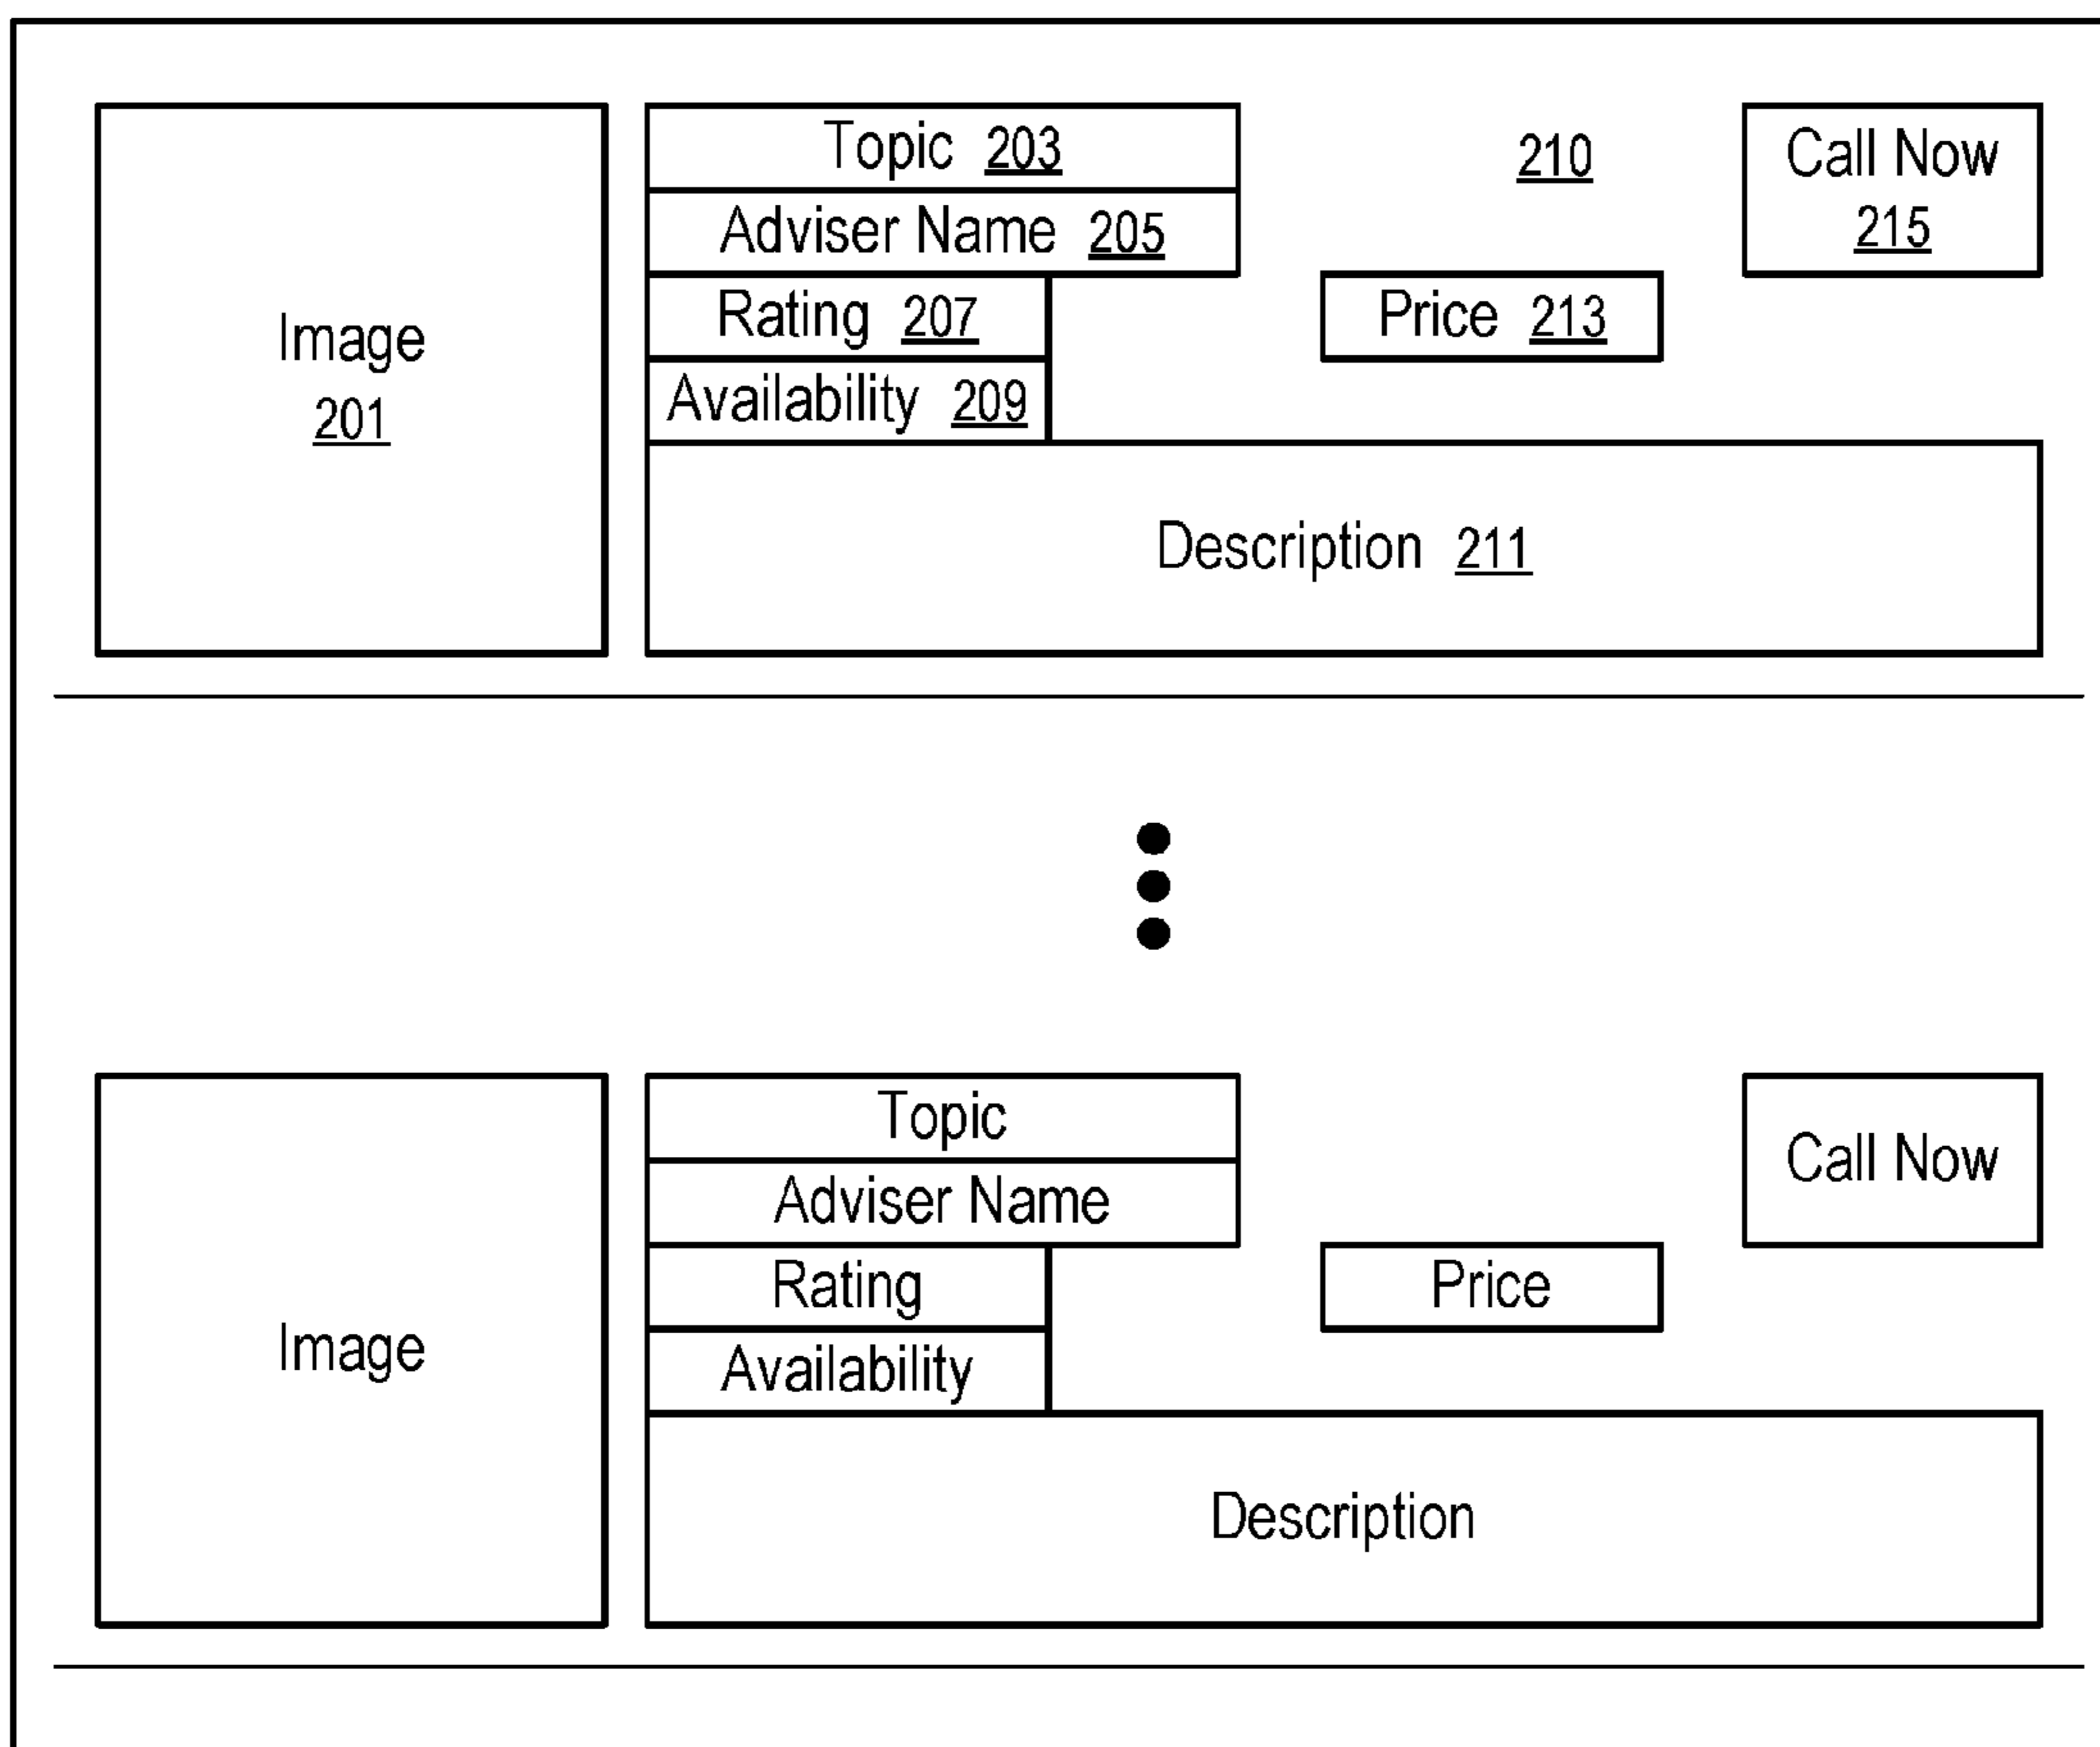 Image
201
Topic 203
Adviser Name 205
Rating 207
Availability 209
210
Price 213
Call Now
215
Description 211
Image
Topic
Adviser Name
Rating
Availability
Price
Call Now
Description